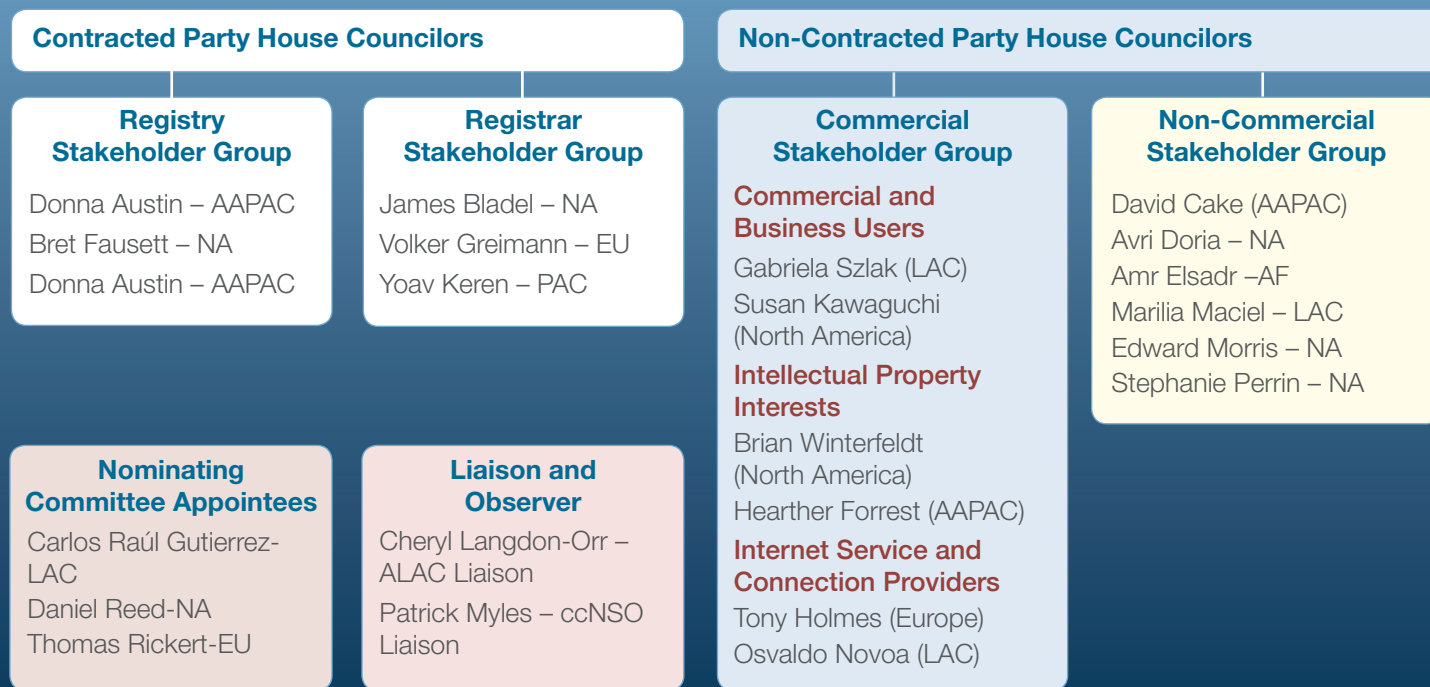 Contracted Party House Councilors
Registry
Stakeholder Group
Donna Austin – AAPAC
Bret Fausett – NA
Donna Austin – AAPAC
Registrar
Stakeholder Group
James Bladel – NA
Volker Greimann – EU
Yoav Keren – PAC
Nominating
Committee Appointees
Carlos Raúl Gutierrez-
LAC
Daniel Reed-NA
Thomas Rickert-EU
Liaison and
Observer
Cheryl Langdon-Orr –
ALAC Liaison
Patrick Myles – ccNSO
Liaison
Non-Contracted Party House Councilors
Commercial
Stakeholder Group
Commercial and
Business Users
Gabriela Szlak (LAC)
Susan Kawaguchi
(North America)
Intellectual Property
Interests
Brian Winterfeldt
(North America)
Hearther Forrest (AAPAC)
Internet Service and
Connection Providers
Tony Holmes (Europe)
Osvaldo Novoa (LAC)
Non-Commercial
Stakeholder Group
David Cake (AAPAC)
Avri Doria – NA
Amr Elsadr –AF
Marilia Maciel – LAC
Edward Morris – NA
Stephanie Perrin – NA